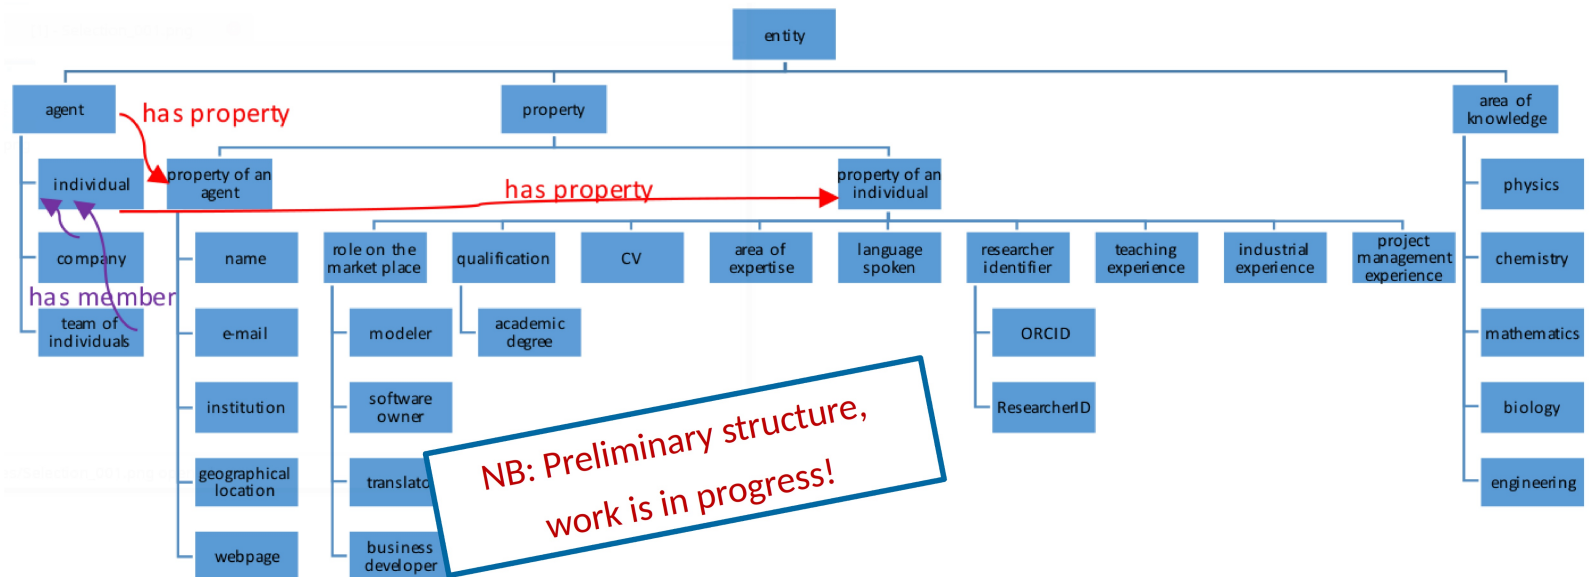 entity
agent
property
area of
knowledge
has property
individual
property of an
agent
has property
property of an
individual
physics
company
name
role on the
market place
qualification
CV
area of
expertise
language
spoken
researcher
identifier
teaching
experience
industrial
experience
project
management
experience
chemistry
has member
team of
individuals
e-mail
modeler
academic
degree
ORCID
mathematics
institution
software
owner
ResearcherID
biology
NB: Preliminary structure,
work is in progress!
geographical
location
engineering
webpage
business
developer